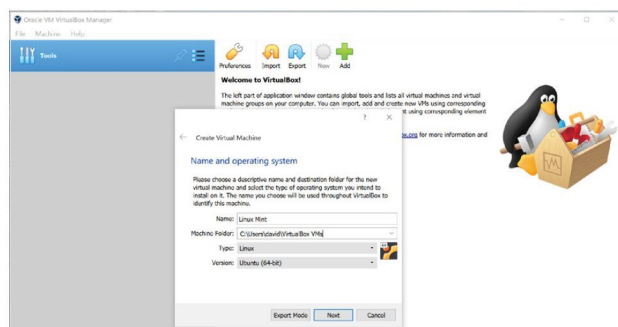 Oracle VM VirtualBox Manager
File Machine Help
Tools
Preferences Import Export New Add
Welcome to VirtualBox!
The left part of application window contains global tools and lists all virtual machines and virtual
machine groups on your computer. You can import, add and create new VMs using corresponding
nt using corresponding element
ox.org for more information and
? ×
Create Virtual Machine
Name and operating system
Please choose a descriptive name and destination folder for the new
virtual machine and select the type of operating system you intend to
install on it. The name you choose will be used throughout VirtualBox to
identify this machine.
Name: Linux Mint
Machine Folder: C:\Users\david\VirtualBox VMs
Type: Linux
Version: Ubuntu (64-bit)
Expert Mode Next Cancel